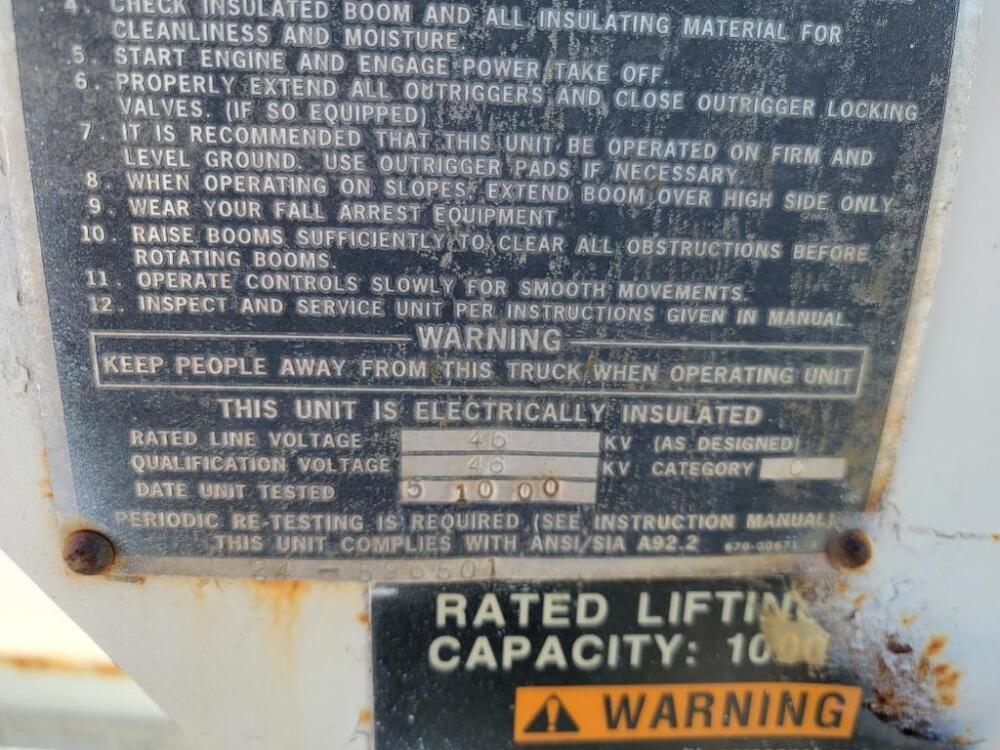 4. CHECK INSULATED BOOM AND ALL INSULATING MATERIAL FOR
CLEANLINESS AND MOISTURE.
5. START ENGINE AND ENGAGE POWER TAKE OFF.
6. PROPERLY EXTEND ALL OUTRIGGERS AND CLOSE OUTRIGGER LOCKING
VALVES. (IF SO EQUIPPED)
7. IT IS RECOMMENDED THAT THIS UNIT BE OPERATED ON FIRM AND
LEVEL GROUND. USE OUTRIGGER PADS IF NECESSARY.
8. WHEN OPERATING ON SLOPES EXTEND BOOM OVER HIGH SIDE ONLY.
9. WEAR YOUR FALL ARREST EQUIPMENT.
10. RAISE BOOMS SUFFICIENTLY TO CLEAR ALL OBSTRUCTIONS BEFORE
ROTATING BOOMS.
11. OPERATE CONTROLS SLOWLY FOR SMOOTH MOVEMENTS.
12. INSPECT AND SERVICE UNIT PER INSTRUCTIONS GIVEN IN MANUAL.
WARNING
KEEP PEOPLE AWAY FROM THIS TRUCK WHEN OPERATING UNIT
THIS UNIT IS ELECTRICALLY INSULATED
RATED LINE VOLTAGE 46 KV (AS DESIGNED)
QUALIFICATION VOLTAGE 46 KV CATEGORY C
DATE UNIT TESTED 5 10 00
PERIODIC RE-TESTING IS REQUIRED (SEE INSTRUCTION MANUAL)
THIS UNIT COMPLIES WITH ANSI/SIA A92.2
RATED
CAPACITY:
WARNING